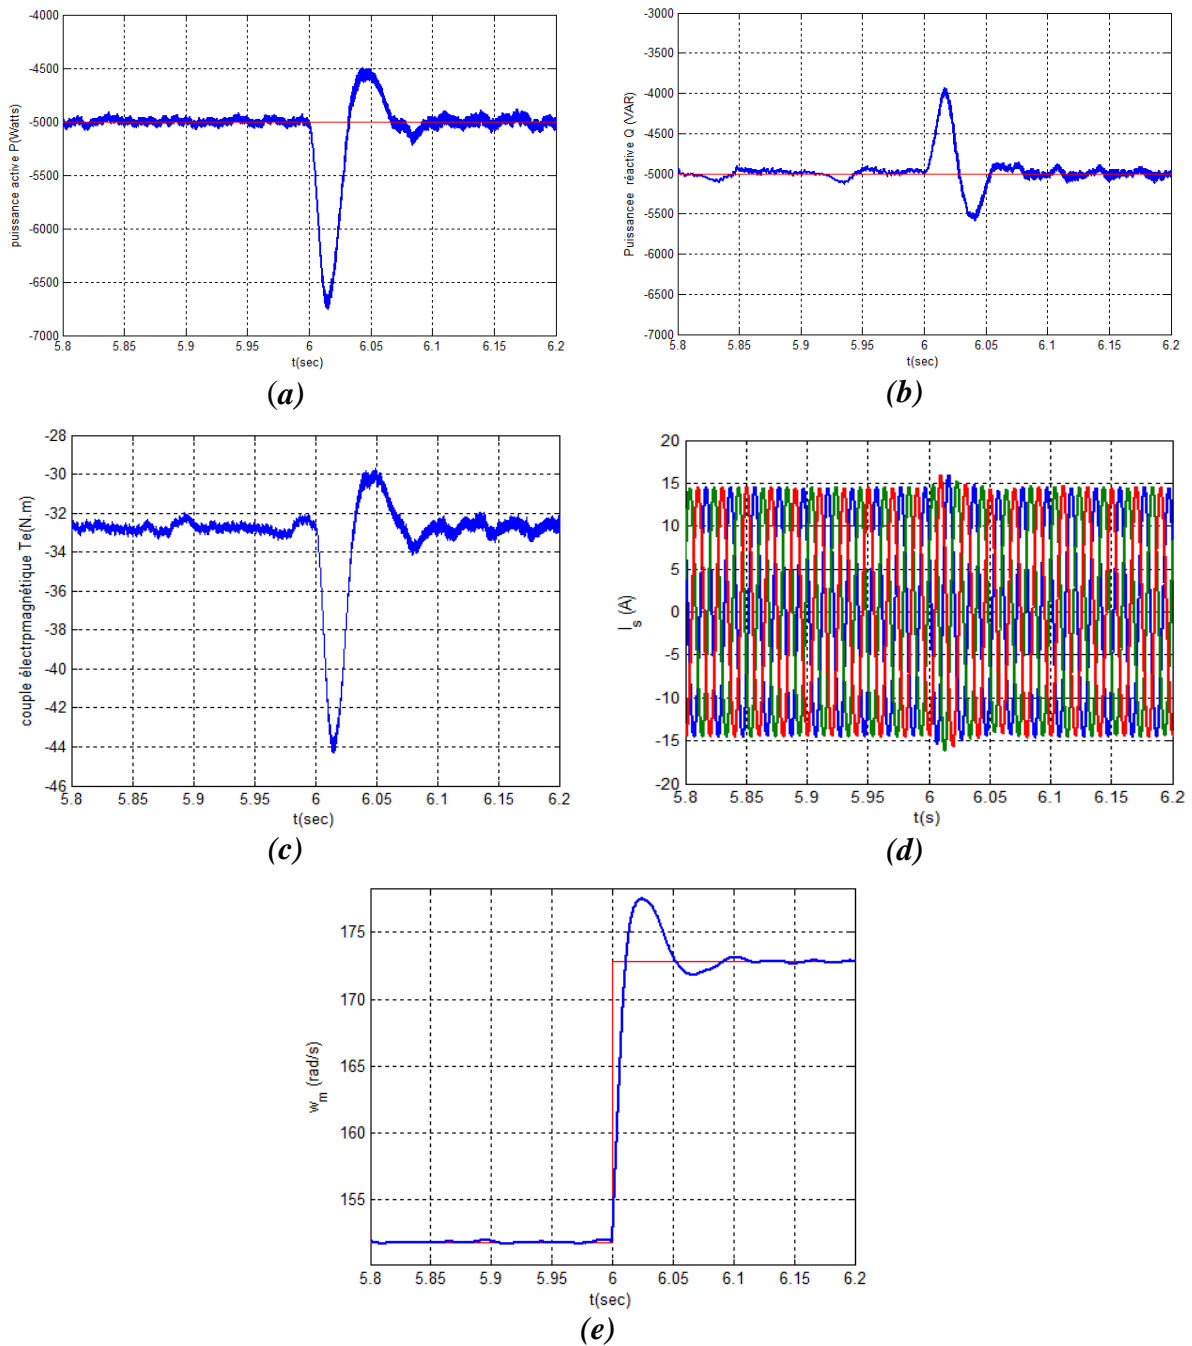 -4000
-4500
-5000
-5500
-6000
-6500
-7000
puissance active P(Watts)
5.8 5.85 5.9 5.95 6 6.05 6.1 6.15 6.2
t(sec)
(a)
-3000
-3500
-4000
-4500
-5000
-5500
-6000
-6500
-7000
Puissancee réactive Q (VAR)
5.8 5.85 5.9 5.95 6 6.05 6.1 6.15 6.2
t(sec)
(b)
-28
-30
-32
-34
-36
-38
-40
-42
-44
-46
couple électrpmagnétique Te(N.m)
5.8 5.85 5.9 5.95 6 6.05 6.1 6.15 6.2
t(sec)
(c)
20
15
10
5
0
-5
-10
-15
-20
I_s (A)
5.8 5.85 5.9 5.95 6 6.05 6.1 6.15 6.2
t(s)
(d)
175
170
165
160
155
w_m (rad/s)
5.8 5.85 5.9 5.95 6 6.05 6.1 6.15 6.2
t(sec)
(e)